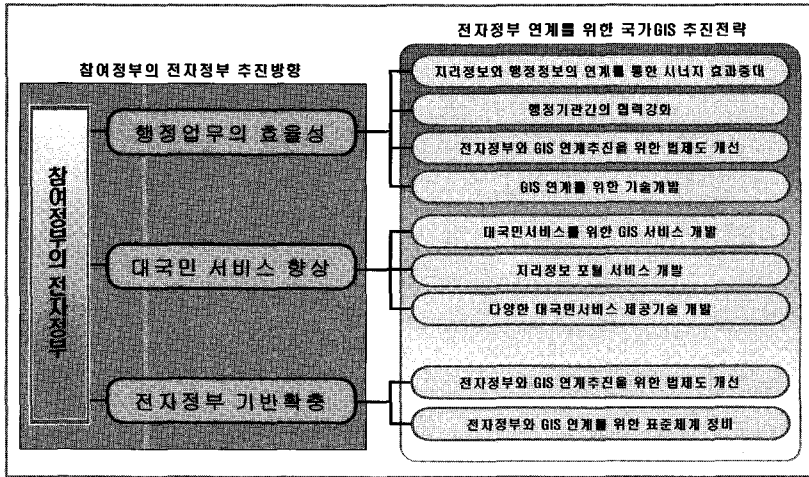 전자정부 연계를 위한 국가GIS 추진전략
참여정부의 전자정부 추진방향
참여정부의 전자정부
행정업무의 효율성
지리정보와 행정정보의 연계를 통한 시너지 효과증대
행정기관간의 협력강화
전자정부와 GIS 연계추진을 위한 법제도 개선
GIS 연계를 위한 기술개발
대국민 서비스 향상
대국민서비스를 위한 GIS 서비스 개발
지리정보 포털 서비스 개발
다양한 대국민서비스 제공기술 개발
전자정부 기반확충
전자정부와 GIS 연계추진을 위한 법제도 개선
전자정부와 GIS 연계를 위한 표준체계 정비